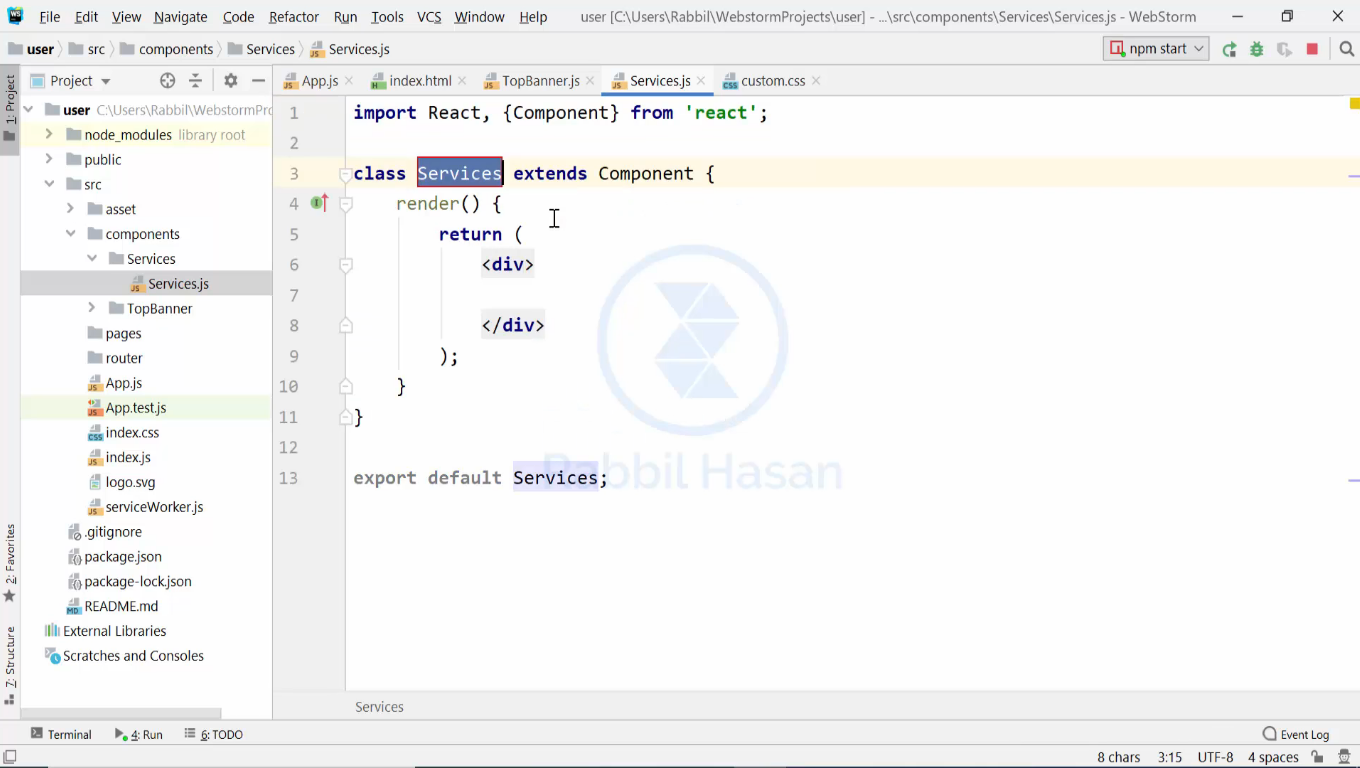 File Edit View Navigate Code Refactor Run Tools VCS Window Help user [C:\Users\Rabbil\WebstormProjects\user] - ...\src\components\Services\Services.js - WebStorm
user src components Services Services.js npm start
1: Project
Project
App.js index.html TopBanner.js Services.js custom.css
user C:\Users\Rabbil\WebstormPro
node_modules library root
public
src
asset
components
Services
Services.js
TopBanner
pages
router
App.js
App.test.js
index.css
index.js
logo.svg
serviceWorker.js
.gitignore
package.json
package-lock.json
README.md
External Libraries
Scratches and Consoles
2: Favorites
7: Structure
1 import React, {Component} from 'react';
2
3 class Services extends Component {
4 render() {
5 return (
6 <div>
7
8 </div>
9 );
10 }
11 }
12
13 export default Services;
Rabbil Hasan
Services
Terminal 4: Run 6: TODO Event Log
8 chars 3:15 UTF-8 4 spaces